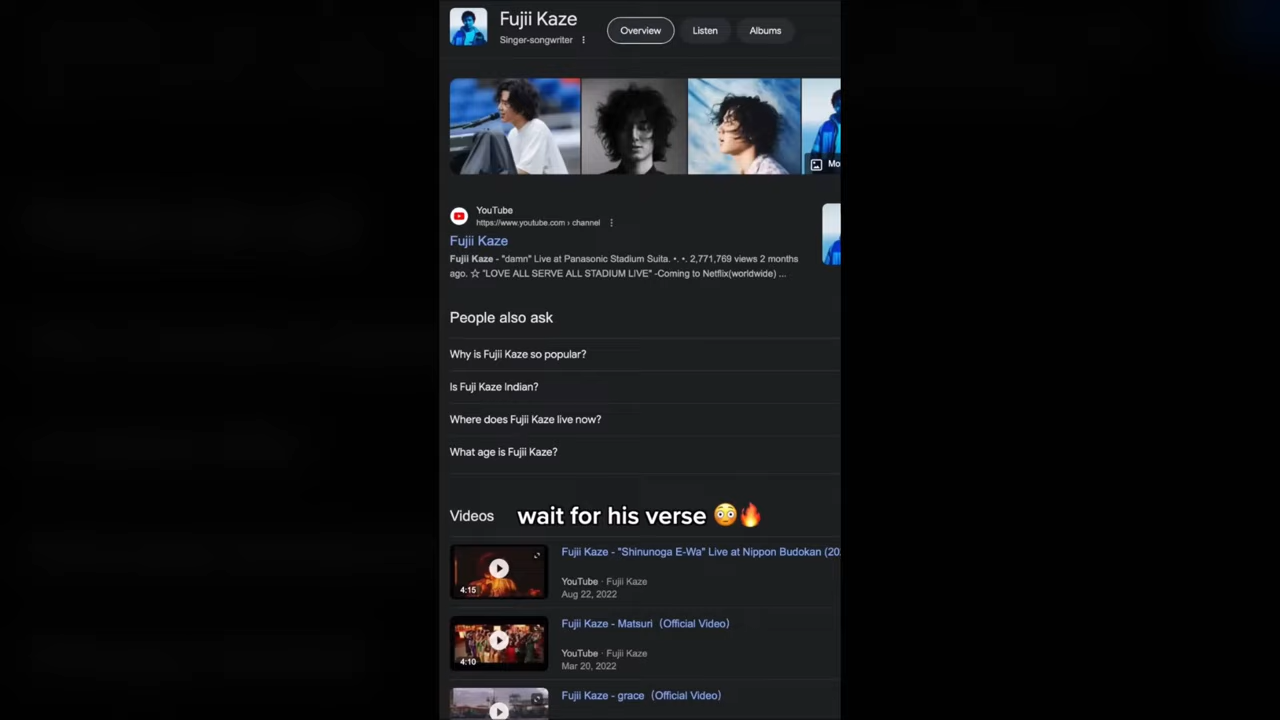 Fujii Kaze
Singer-songwriter
Overview
Listen
Albums
Mo
YouTube
https://www.youtube.com › channel
Fujii Kaze
Fujii Kaze - "damn" Live at Panasonic Stadium Suita. •. •. 2,771,769 views 2 months
ago. ☆ "LOVE ALL SERVE ALL STADIUM LIVE" -Coming to Netflix(worldwide) ...
People also ask
Why is Fujii Kaze so popular?
Is Fuji Kaze Indian?
Where does Fujii Kaze live now?
What age is Fujii Kaze?
Videos
wait for his verse 😳🔥
Fujii Kaze - "Shinunoga E-Wa" Live at Nippon Budokan (20
4:15
YouTube · Fujii Kaze
Aug 22, 2022
Fujii Kaze - Matsuri（Official Video）
4:10
YouTube · Fujii Kaze
Mar 20, 2022
Fujii Kaze - grace（Official Video）